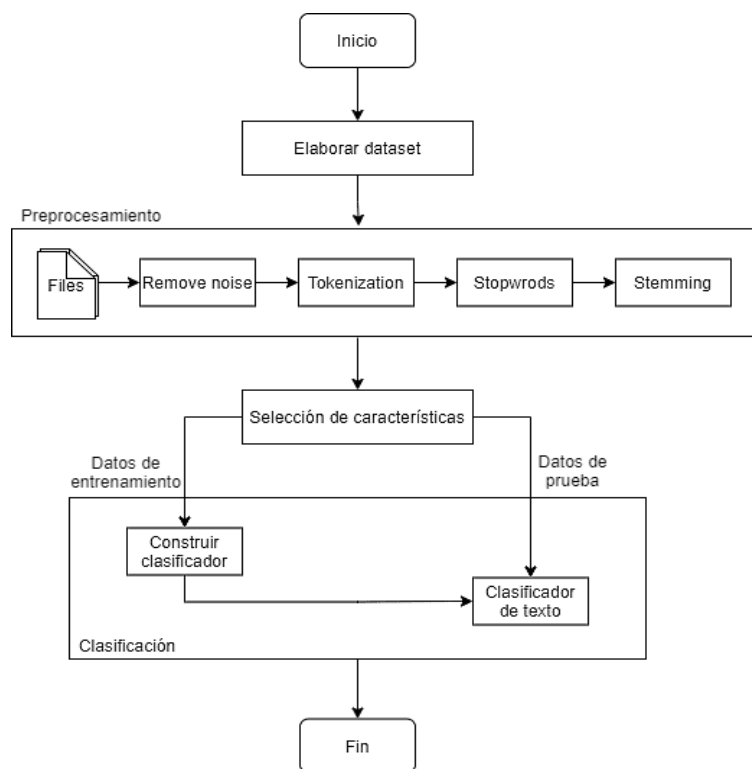 Inicio
Elaborar dataset
Preprocesamiento
Files
Remove noise
Tokenization
Stopwrods
Stemming
Selección de características
Datos de
entrenamiento
Datos de
prueba
Construir
clasificador
Clasificador
de texto
Clasificación
Fin